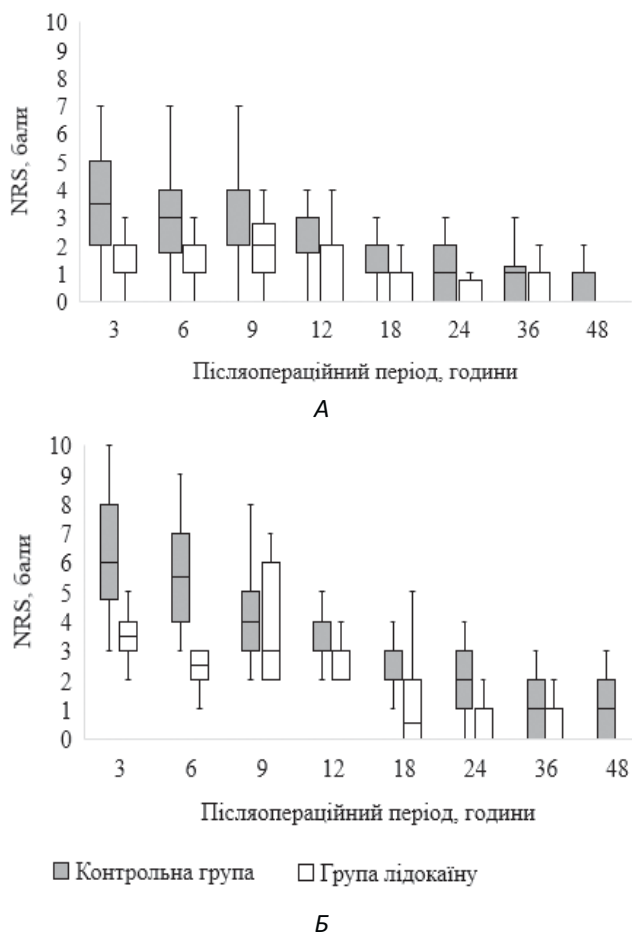 10
9
8
7
6
5
4
3
2
1
0
NRS, бали
3 6 9 12 18 24 36 48
Післяопераційний період, години
А
10
9
8
7
6
5
4
3
2
1
0
NRS, бали
3 6 9 12 18 24 36 48
Післяопераційний період, години
Контрольна група Група лідокаїну
Б